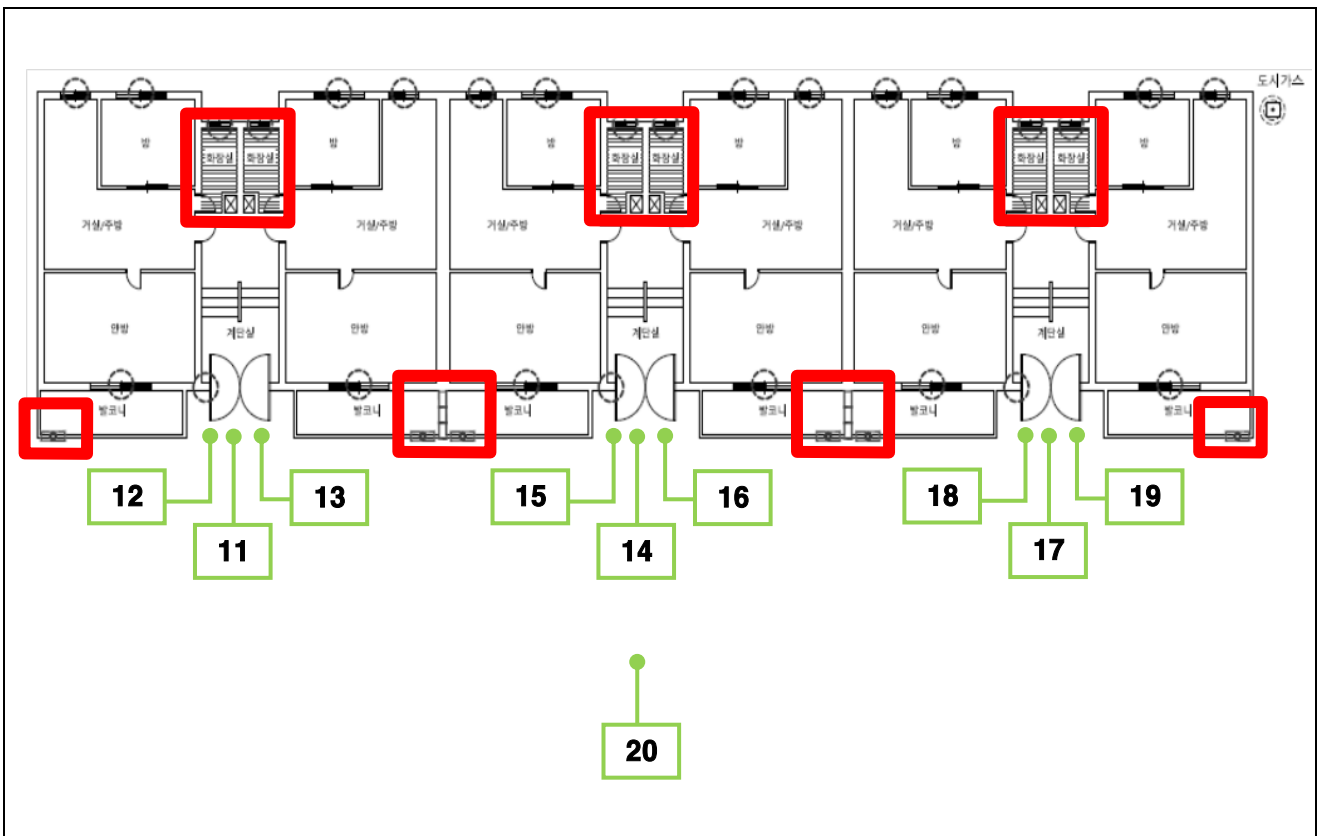 도시가스
방 화장실 화장실 방 방 화장실 화장실 방 방 화장실 화장실 방
거실/주방 거실/주방 거실/주방 거실/주방 거실/주방 거실/주방
안방 계단실 안방 안방 계단실 안방 안방 계단실 안방
발코니 발코니 발코니 발코니 발코니 발코니
12 13 15 16 18 19
11 14 17
20